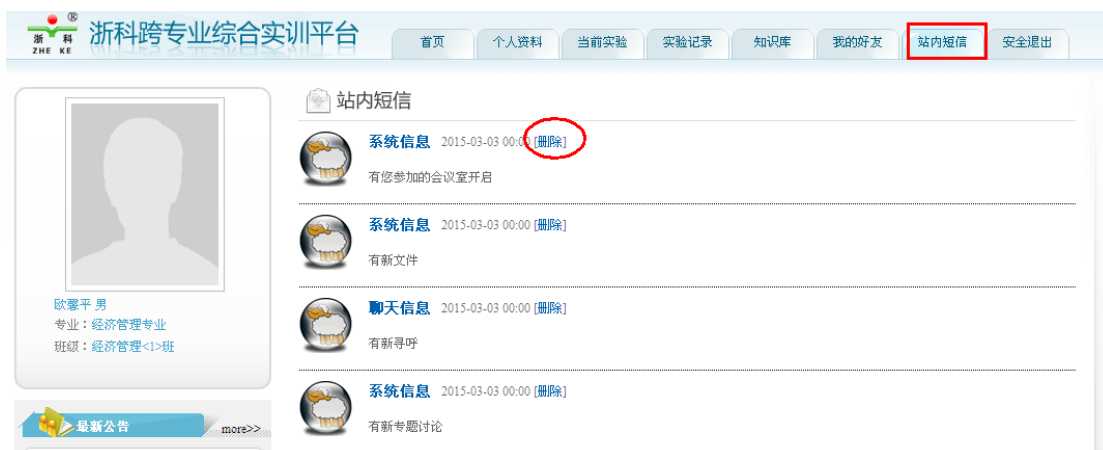 浙科 ®
ZHE KE
浙科跨专业综合实训平台
首页 个人资料 当前实验 实验记录 知识库 我的好友 站内短信 安全退出
站内短信
系统信息 2015-03-03 00:00 [删除]
有您参加的会议室开启
系统信息 2015-03-03 00:00 [删除]
有新文件
聊天信息 2015-03-03 00:00 [删除]
有新寻呼
系统信息 2015-03-03 00:00 [删除]
有新专题讨论
欧馨平 男
专业：经济管理专业
班级：经济管理<1>班
最新公告 more>>